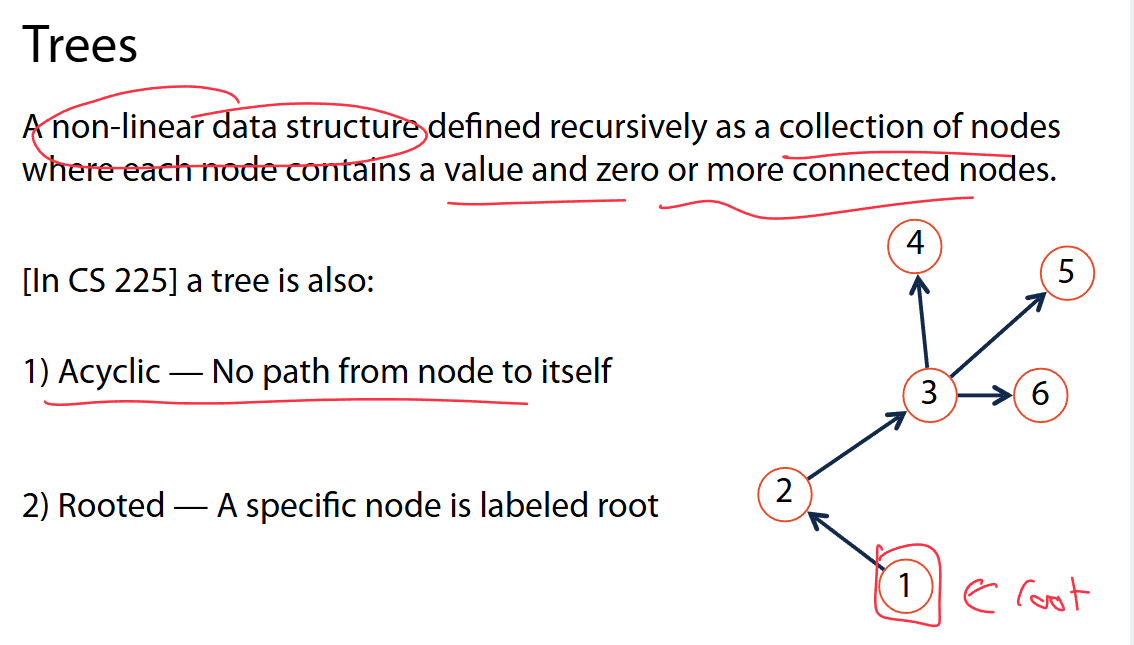 Trees
A non-linear data structure defined recursively as a collection of nodes
where each node contains a value and zero or more connected nodes.
[In CS 225] a tree is also:
1) Acyclic — No path from node to itself
2) Rooted — A specific node is labeled root
4
5
3
6
2
1
← root